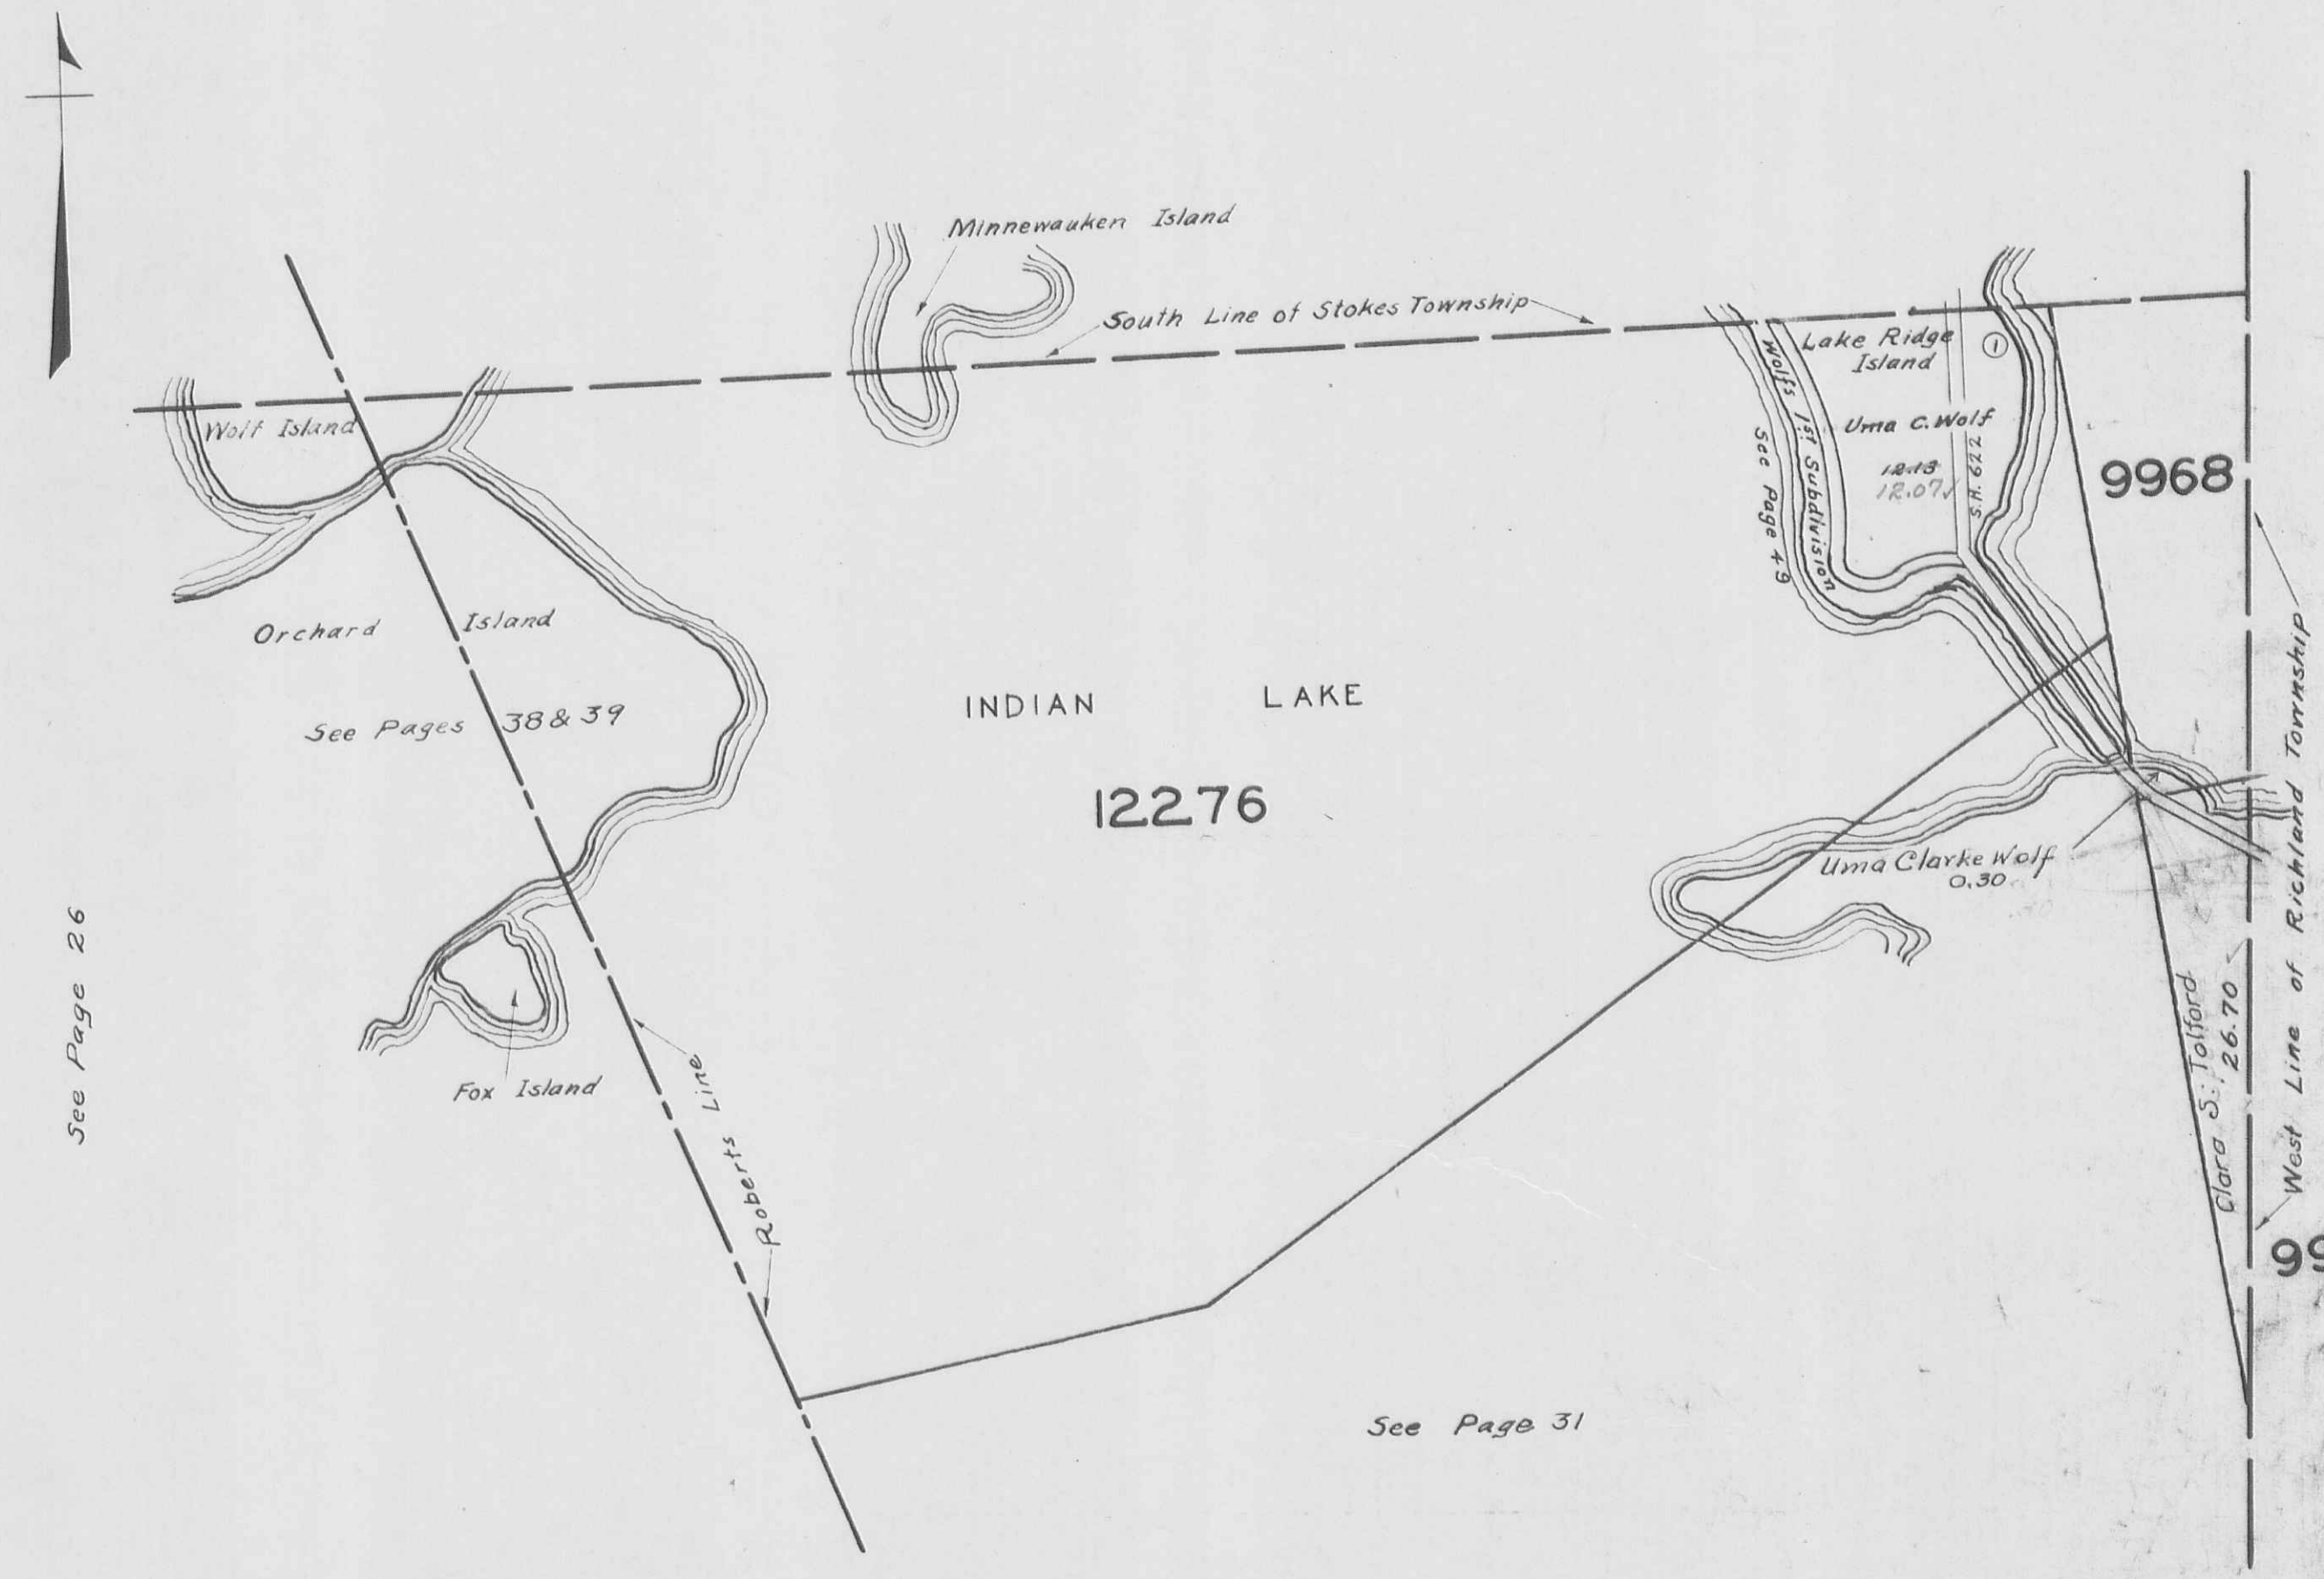 Minnewauken Island
South Line of Stokes Township
Lake Ridge
Island
1
Wolf Island
Wolfs 1st Subdivision
See Page 49
Uma C. Wolf
12.13
12.07
S.H. 622
9968
Orchard Island
See Pages 38 & 39
INDIAN LAKE
12276
Uma Clarke Wolf
0.30
West Line of Richland Township
Clara S. Tolford
26.70
See Page 26
Fox Island
Roberts Line
See Page 31
99